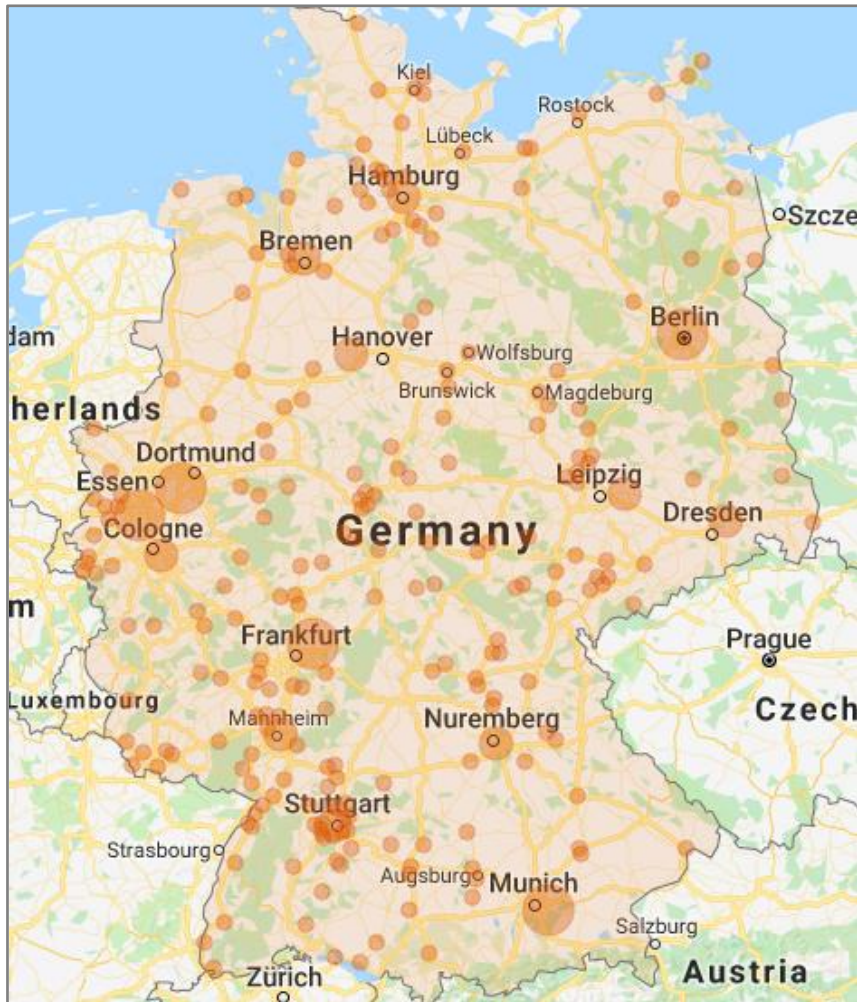 Kiel
Rostock
Lübeck
Hamburg
Szcze
Bremen
Berlin
dam
Hanover
Wolfsburg
Brunswick
Magdeburg
herlands
Dortmund
Essen
Leipzig
Cologne
Germany
Dresden
m
Frankfurt
Prague
Luxembourg
Czech
Mannheim
Nuremberg
Stuttgart
Strasbourg
Augsburg
Munich
Salzburg
Zürich
Austria